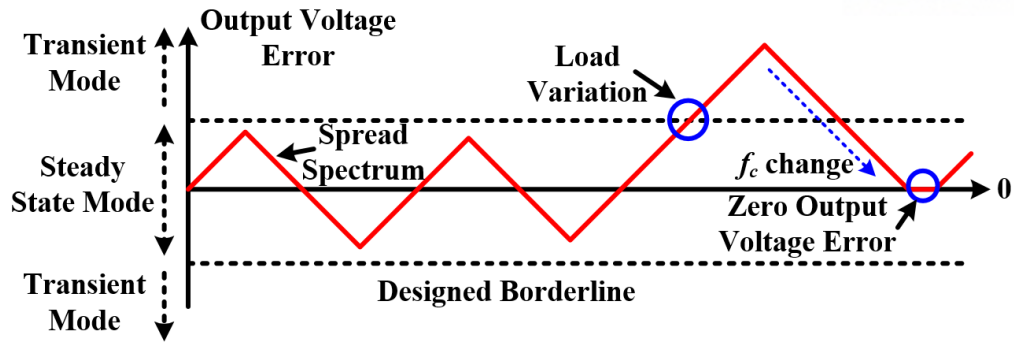 Transient
Mode
Output Voltage
Error
Load
Variation
Spread
Spectrum
Steady
State Mode
fc change
0
Zero Output
Voltage Error
Transient
Mode
Designed Borderline